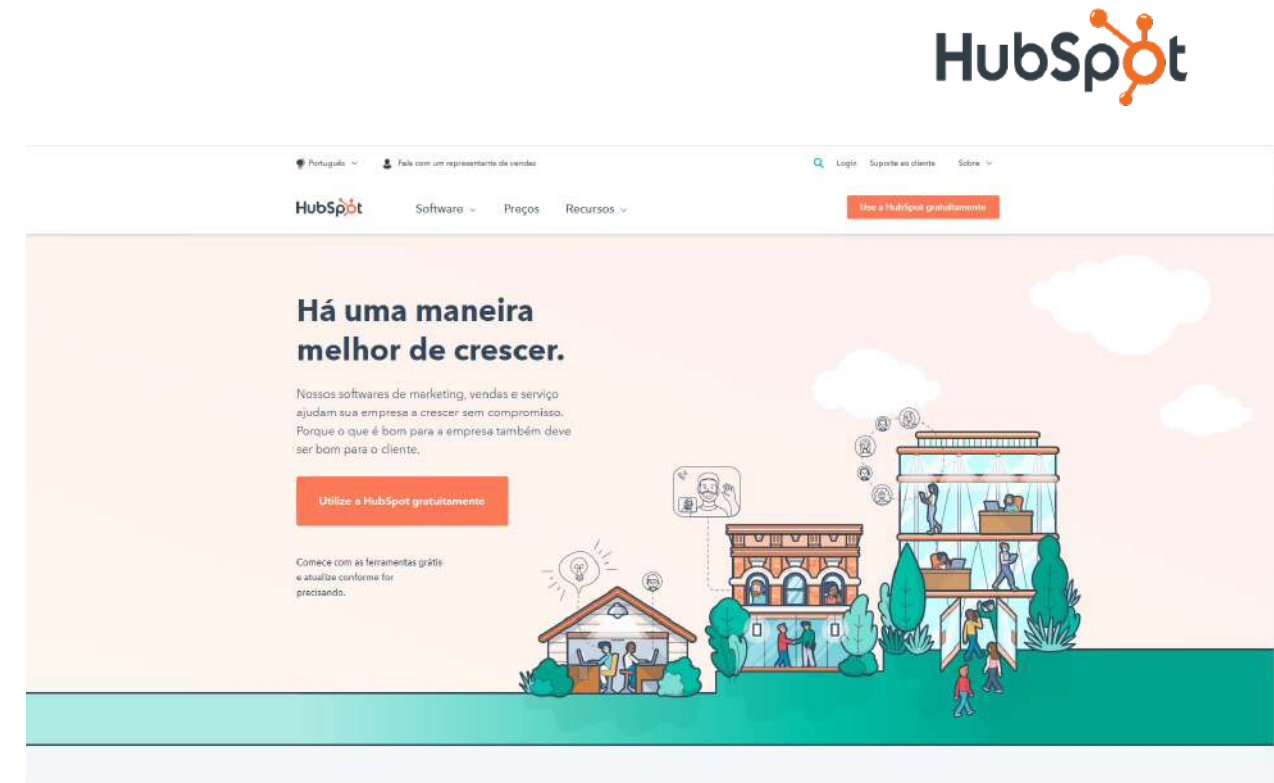 HubSpot
Português
Fale com um representante de vendas
Login
Suporte ao cliente
Sobre
HubSpot
Software
Preços
Recursos
Use a HubSpot gratuitamente
Há uma maneira
melhor de crescer.
Nossos softwares de marketing, vendas e serviço
ajudam sua empresa a crescer sem compromisso.
Porque o que é bom para a empresa também deve
ser bom para o cliente.
Utilize a HubSpot gratuitamente
Comece com as ferramentas grátis
e atualize conforme for
precisando.